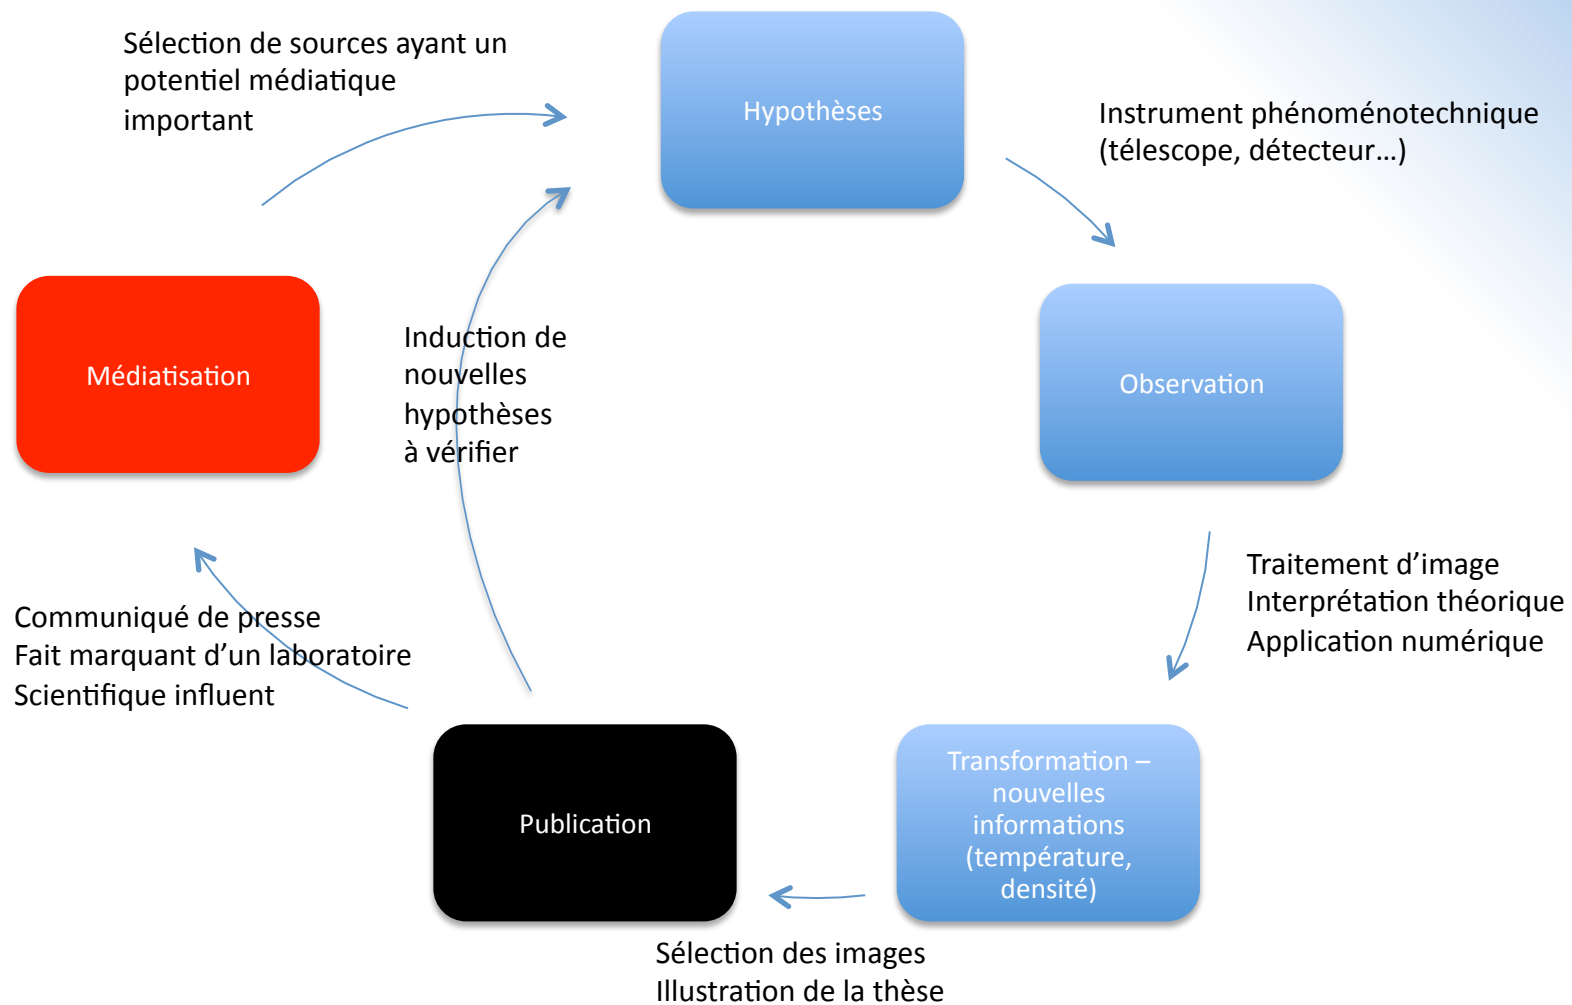 Sélection de sources ayant un
potentiel médiatique
important
Hypothèses
Instrument phénoménotechnique
(télescope, détecteur…)
Médiatisation
Induction de
nouvelles
hypothèses
à vérifier
Observation
Traitement d’image
Interprétation théorique
Application numérique
Communiqué de presse
Fait marquant d’un laboratoire
Scientifique influent
Publication
Transformation –
nouvelles
informations
(température,
densité)
Sélection des images
Illustration de la thèse